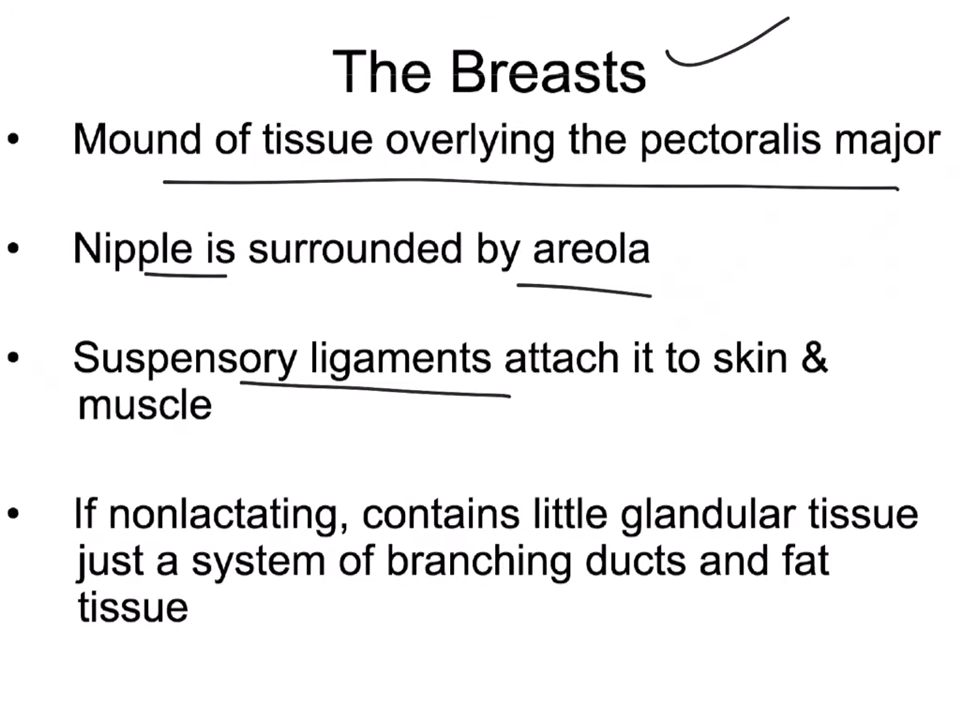 The Breasts
• Mound of tissue overlying the pectoralis major
• Nipple is surrounded by areola
• Suspensory ligaments attach it to skin &
muscle
• If nonlactating, contains little glandular tissue
just a system of branching ducts and fat
tissue